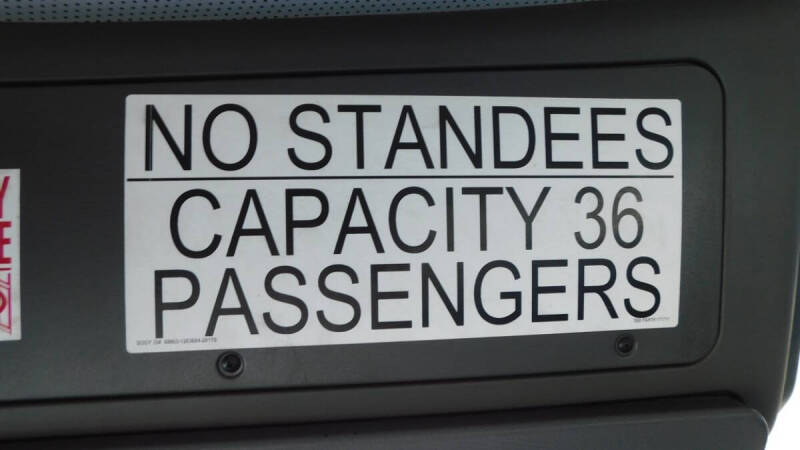 NO STANDEES
CAPACITY 36
PASSENGERS